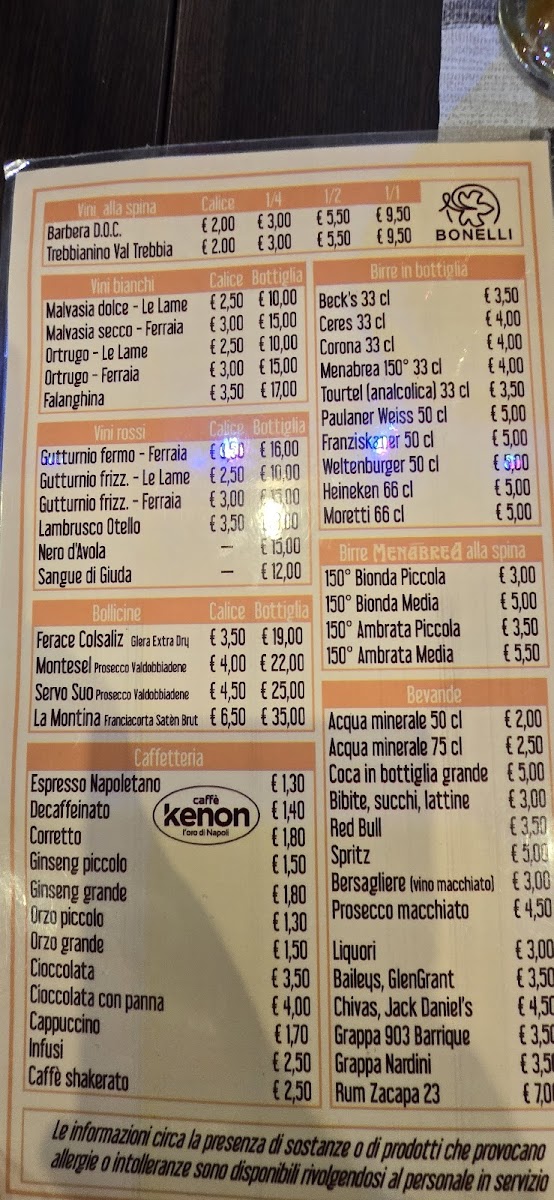 Vini alla spina Calice 1/4 1/2 1/1
Barbera D.O.C. € 2,00 € 3,00 € 5,50 € 9,50
Trebbianino Val Trebbia € 2.00 € 3,00 € 5,50 € 9,50
BONELLI
Vini bianchi Calice Bottiglia
Malvasia dolce - Le Lame € 2,50 € 10,00
Malvasia secco - Ferraia € 3,00 € 15,00
Ortrugo - Le Lame € 2,50 € 10,00
Ortrugo - Ferraia € 3,00 € 15,00
Falanghina € 3,50 € 17,00
Vini rossi Calice Bottiglia
Gutturnio fermo - Ferraia € 3,50 € 16,00
Gutturnio frizz. - Le Lame € 2,50 € 10,00
Gutturnio frizz. - Ferraia € 3,00 € 15,00
Lambrusco Otello € 3,50
Nero d'Avola – € 15,00
Sangue di Giuda – € 12,00
Bollicine Calice Bottiglia
Ferace Colsaliz Glera Extra Dry € 3,50 € 19,00
Montesel Prosecco Valdobbiadene € 4,00 € 22,00
Servo Suo Prosecco Valdobbiadene € 4,50 € 25,00
La Montina Franciacorta Satèn Brut € 6,50 € 35,00
Caffetteria
Espresso Napoletano € 1,30
Decaffeinato € 1,40
Corretto € 1,80
Ginseng piccolo € 1,50
Ginseng grande € 1,80
Orzo piccolo € 1,30
Orzo grande € 1,50
Cioccolata € 3,50
Cioccolata con panna € 4,00
Cappuccino € 1,70
Infusi € 2,50
Caffè shakerato € 2,50
caffè
kenon
l'oro di Napoli
Birre in bottiglia
Beck's 33 cl € 3,50
Ceres 33 cl € 4,00
Corona 33 cl € 4,00
Menabrea 150° 33 cl € 4,00
Tourtel (analcolica) 33 cl € 3,50
Paulaner Weiss 50 cl € 5,00
Franziskaner 50 cl € 5,00
Weltenburger 50 cl € 5,00
Heineken 66 cl € 5,00
Moretti 66 cl € 5,00
Birre MENABREA alla spina
150° Bionda Piccola € 3,00
150° Bionda Media € 5,00
150° Ambrata Piccola € 3,50
150° Ambrata Media € 5,50
Bevande
Acqua minerale 50 cl € 2,00
Acqua minerale 75 cl € 2,50
Coca in bottiglia grande € 5,00
Bibite, succhi, lattine € 3,00
Red Bull € 3,50
Spritz € 5,00
Bersagliere (vino macchiato) € 3,00
Prosecco macchiato € 4,50
Liquori € 3,00
Baileys, GlenGrant € 3,50
Chivas, Jack Daniel's € 4,50
Grappa 903 Barrique € 3,50
Grappa Nardini € 3,50
Rum Zacapa 23 € 7,00
Le informazioni circa la presenza di sostanze o di prodotti che provocano
allergie o intolleranze sono disponibili rivolgendosi al personale in servizio